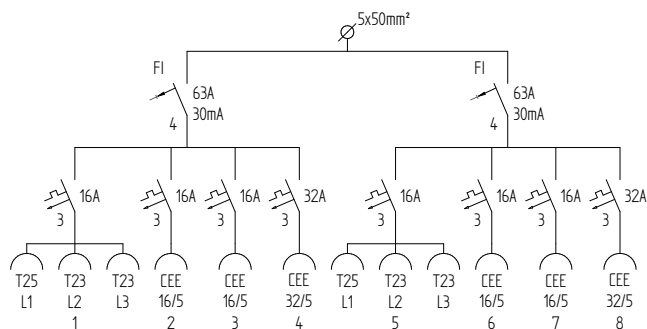 5x50mm²
FI FI
63A 63A
30mA 30mA
4 4
16A 16A 16A 32A 16A 16A 16A 32A
3 3 3 3 3 3 3 3
T25 T23 T23 CEE CEE CEE T25 T23 T23 CEE CEE CEE
L1 L2 L3 16/5 16/5 32/5 L1 L2 L3 16/5 16/5 32/5
1 2 3 4 5 6 7 8